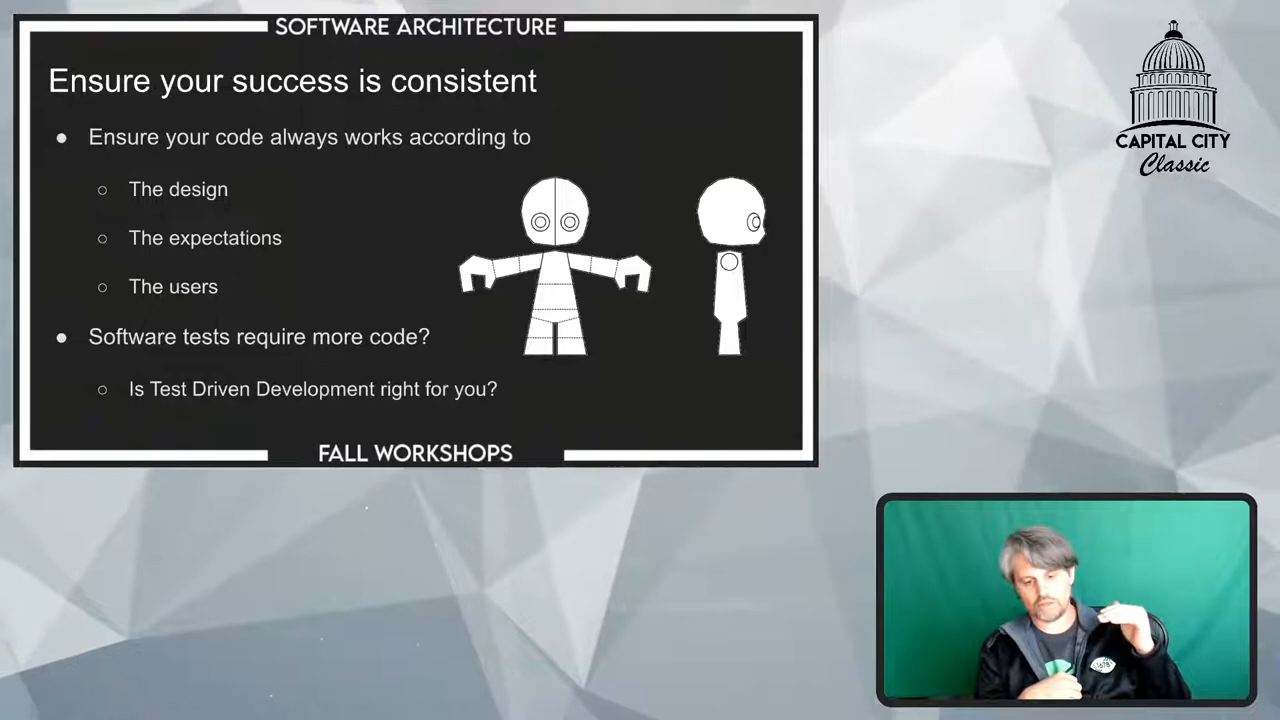 SOFTWARE ARCHITECTURE
Ensure your success is consistent
● Ensure your code always works according to
○ The design
○ The expectations
○ The users
● Software tests require more code?
○ Is Test Driven Development right for you?
FALL WORKSHOPS
CAPITAL CITY
Classic